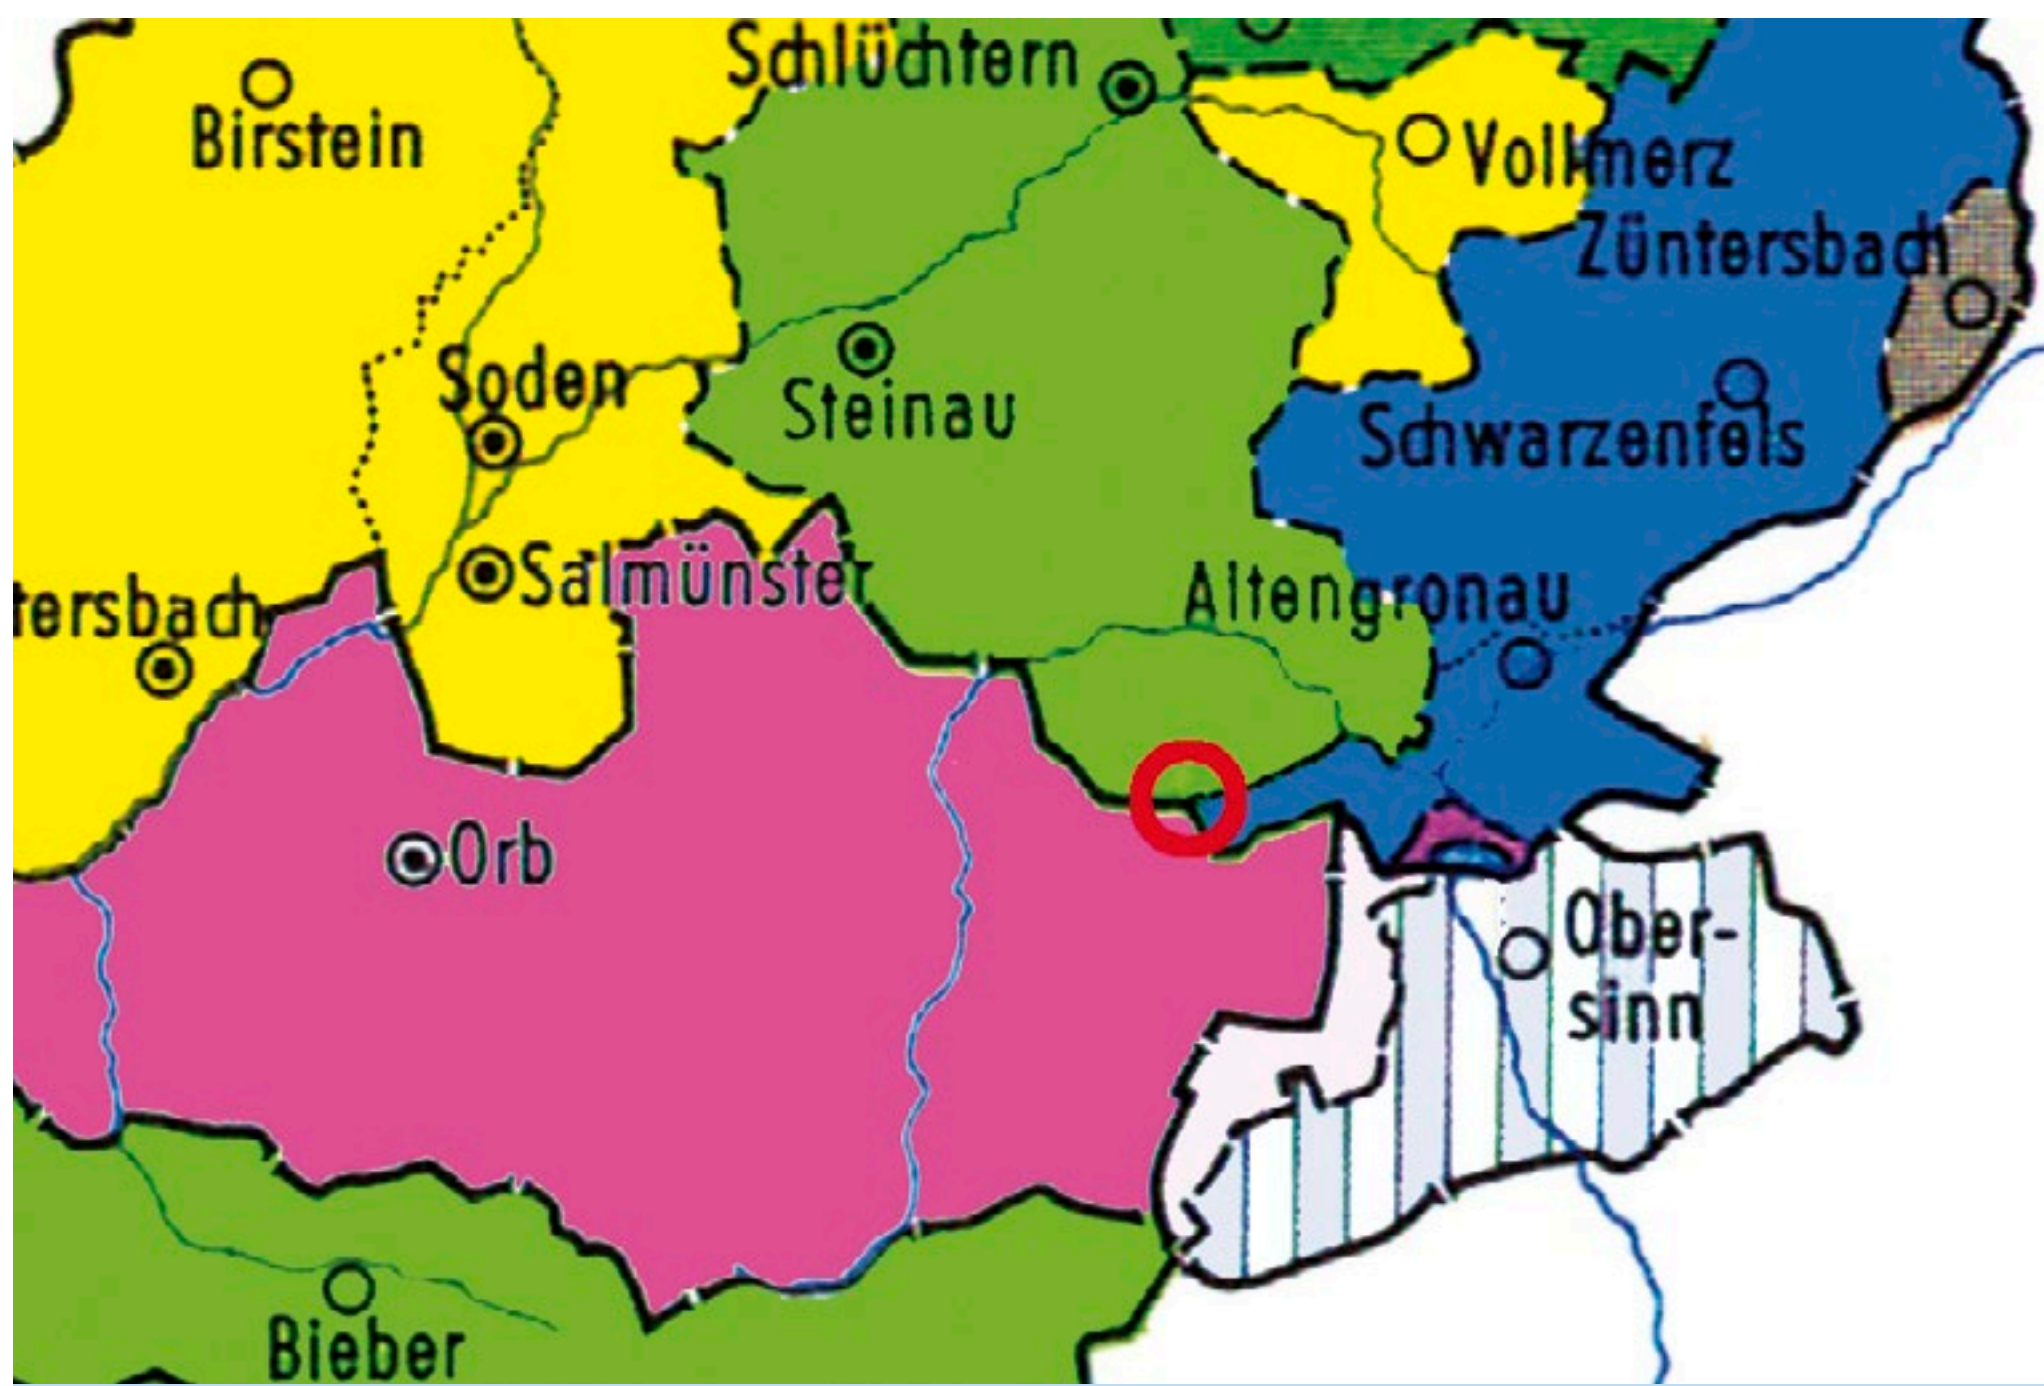 Schlüchtern
Birstein
Vollmerz
Züntersbach
Soden
Steinau
Schwarzenfels
Salmünster
Altengronau
tersbach
Orb
Ober-
sinn
Bieber